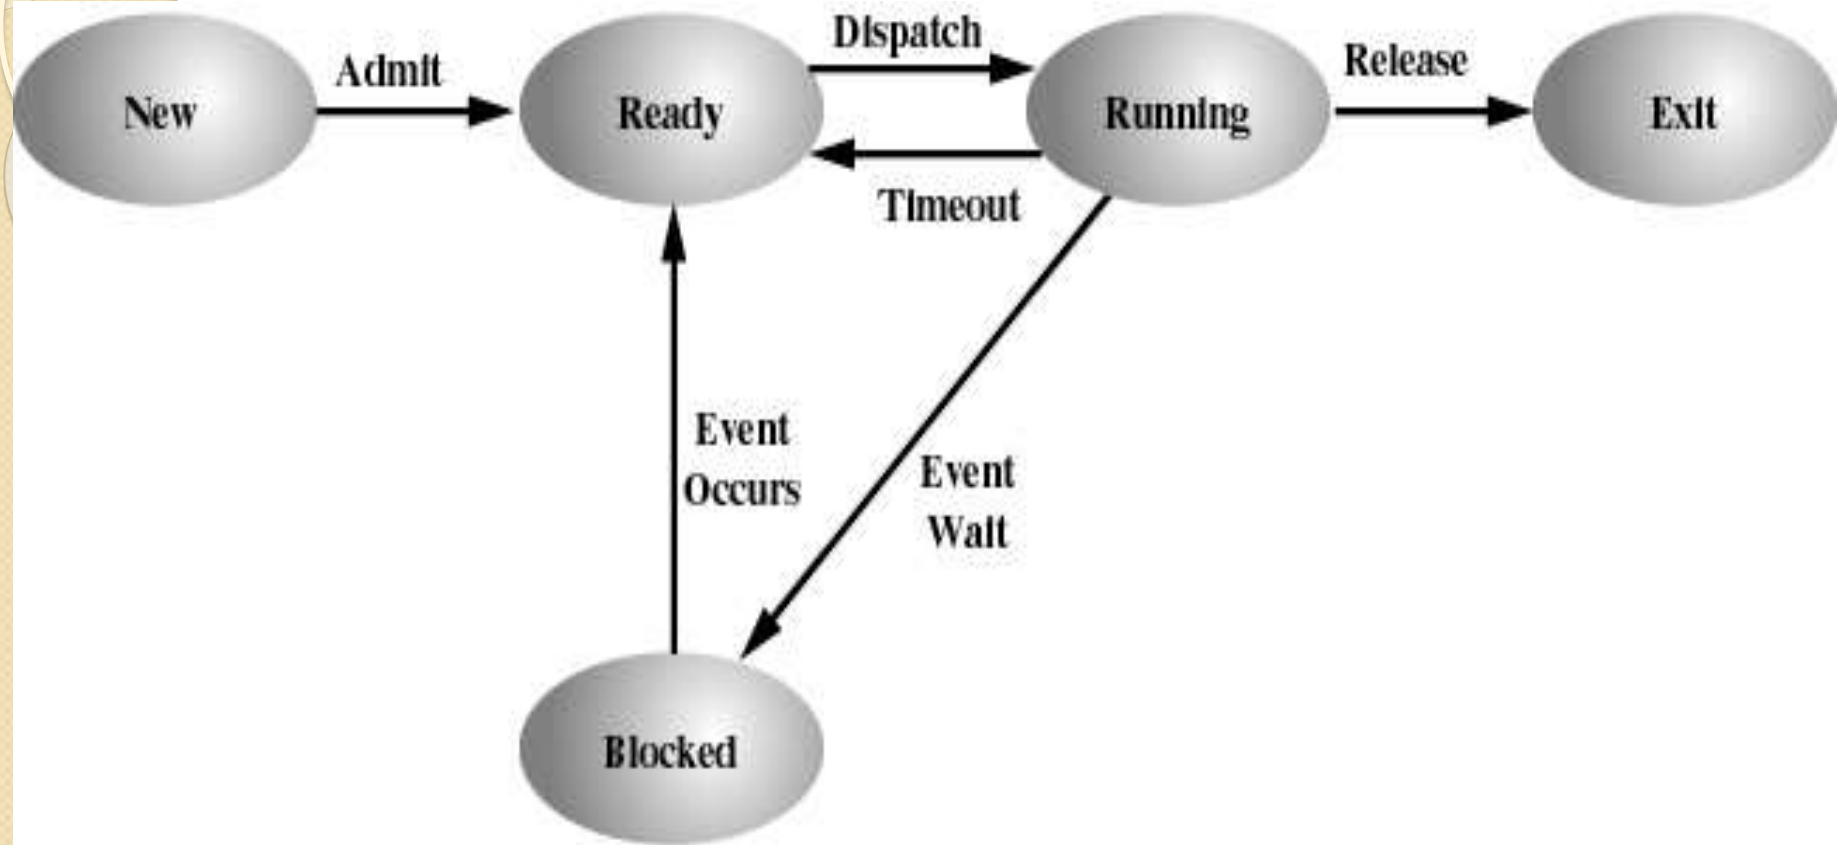 New
Admit
Ready
Dispatch
Timeout
Running
Release
Exit
Event
Occurs
Event
Wait
Blocked